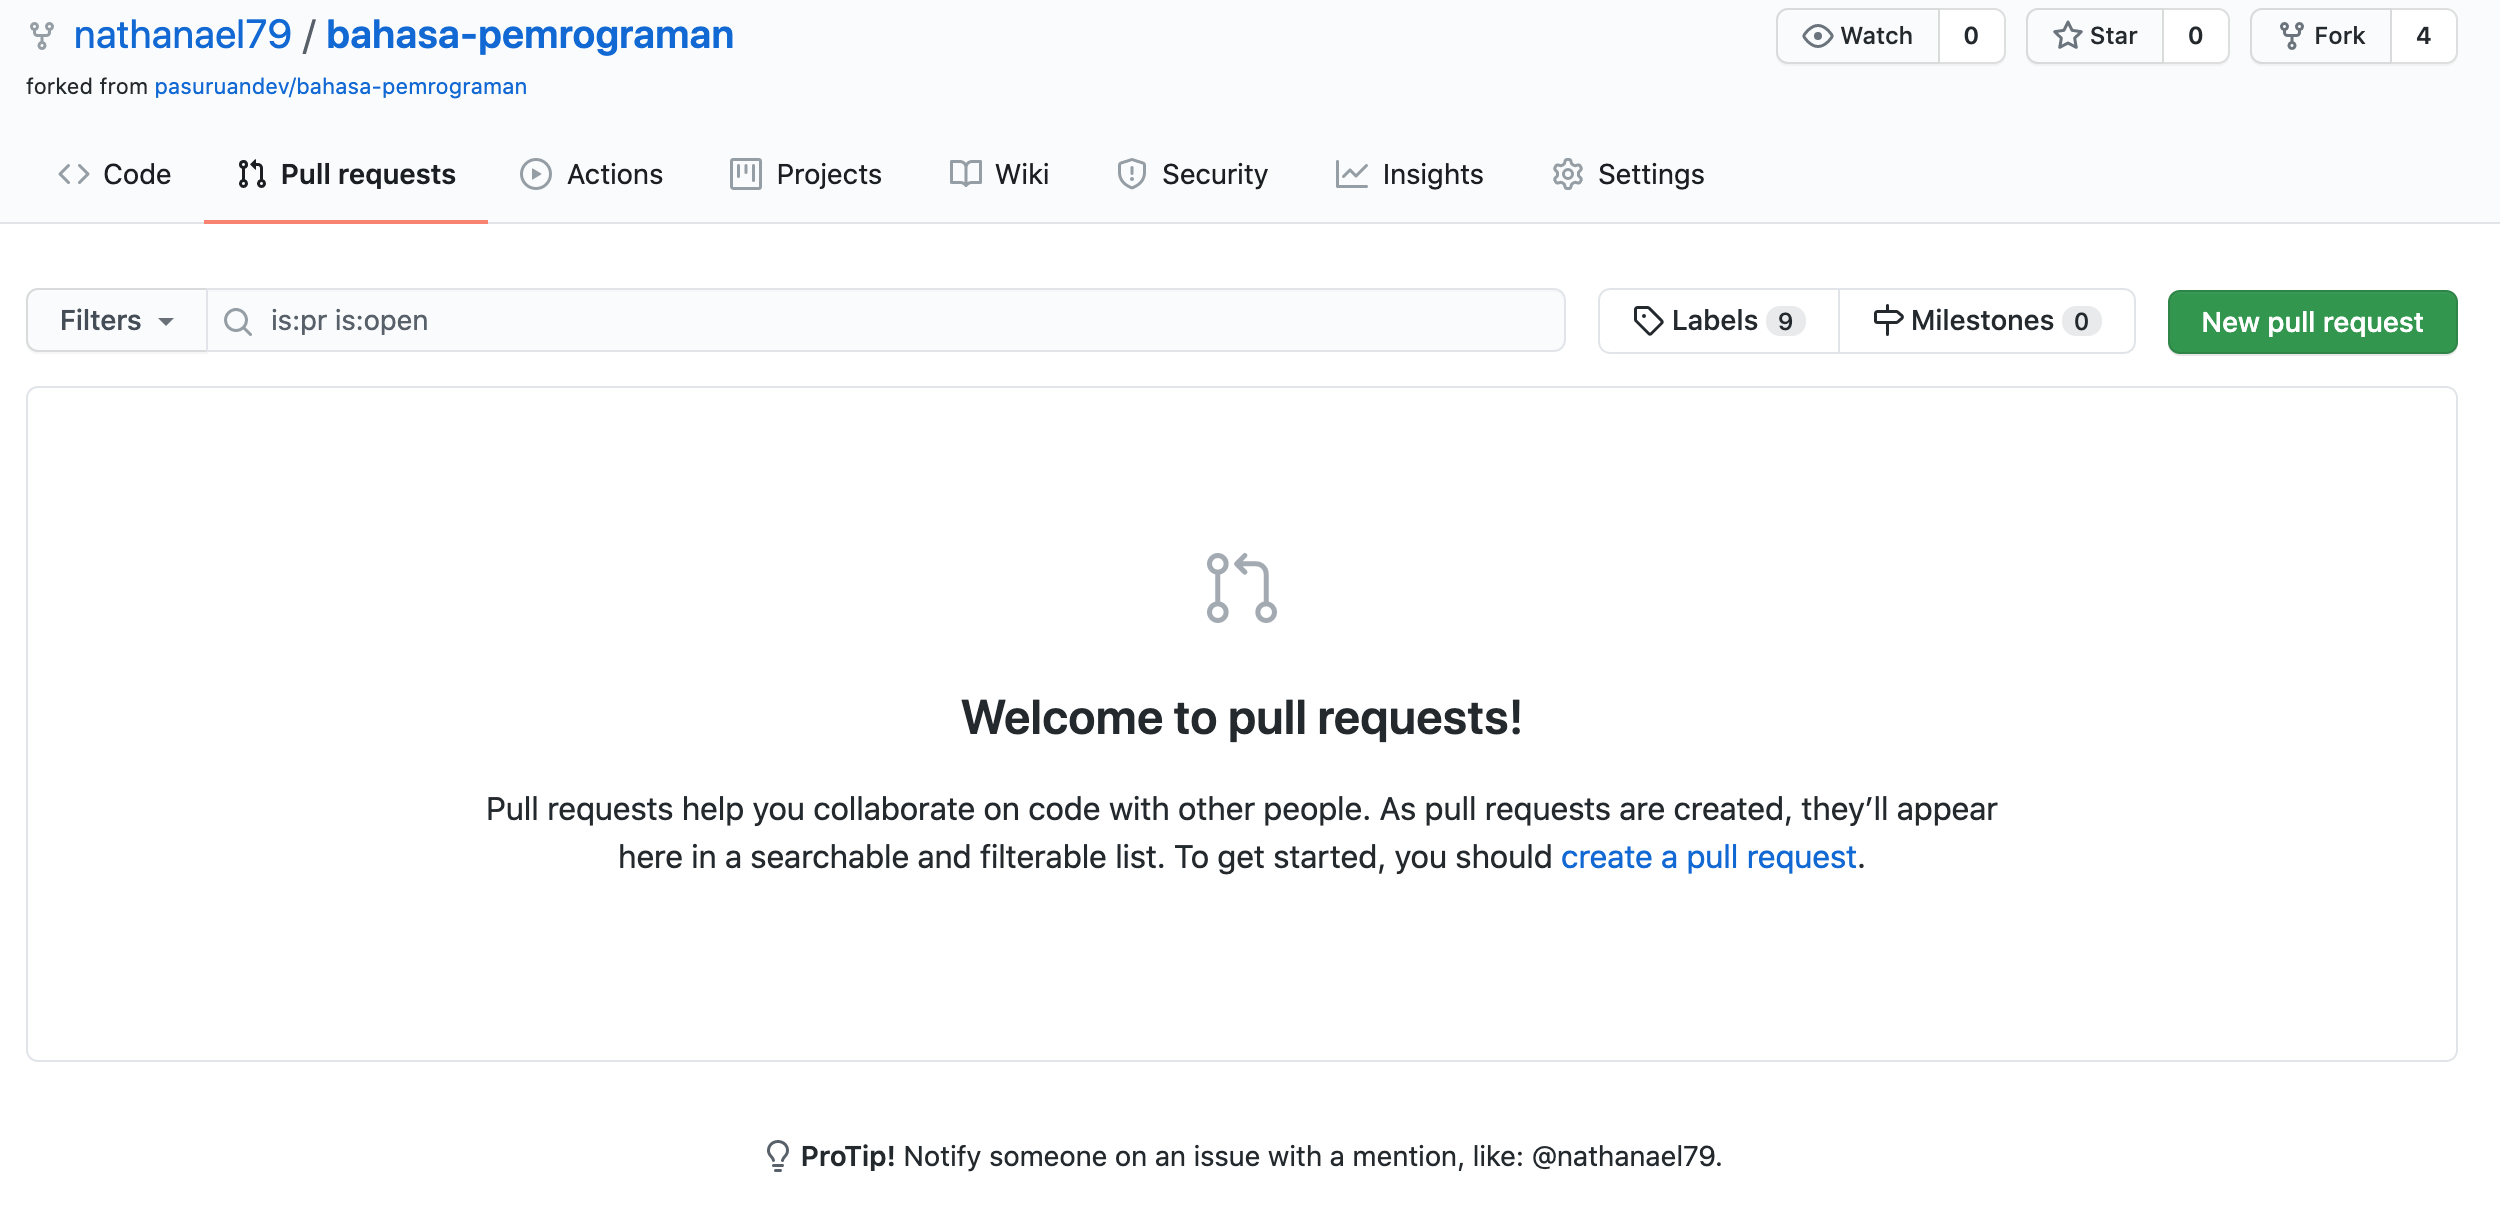 nathanael79 / bahasa-pemrograman
Watch 0
Star 0
Fork 4
forked from pasuruandev/bahasa-pemrograman
Code
Pull requests
Actions
Projects
Wiki
Security
Insights
Settings
Filters
is:pr is:open
Labels 9
Milestones 0
New pull request
Welcome to pull requests!
Pull requests help you collaborate on code with other people. As pull requests are created, they’ll appear
here in a searchable and filterable list. To get started, you should create a pull request.
ProTip! Notify someone on an issue with a mention, like: @nathanael79.